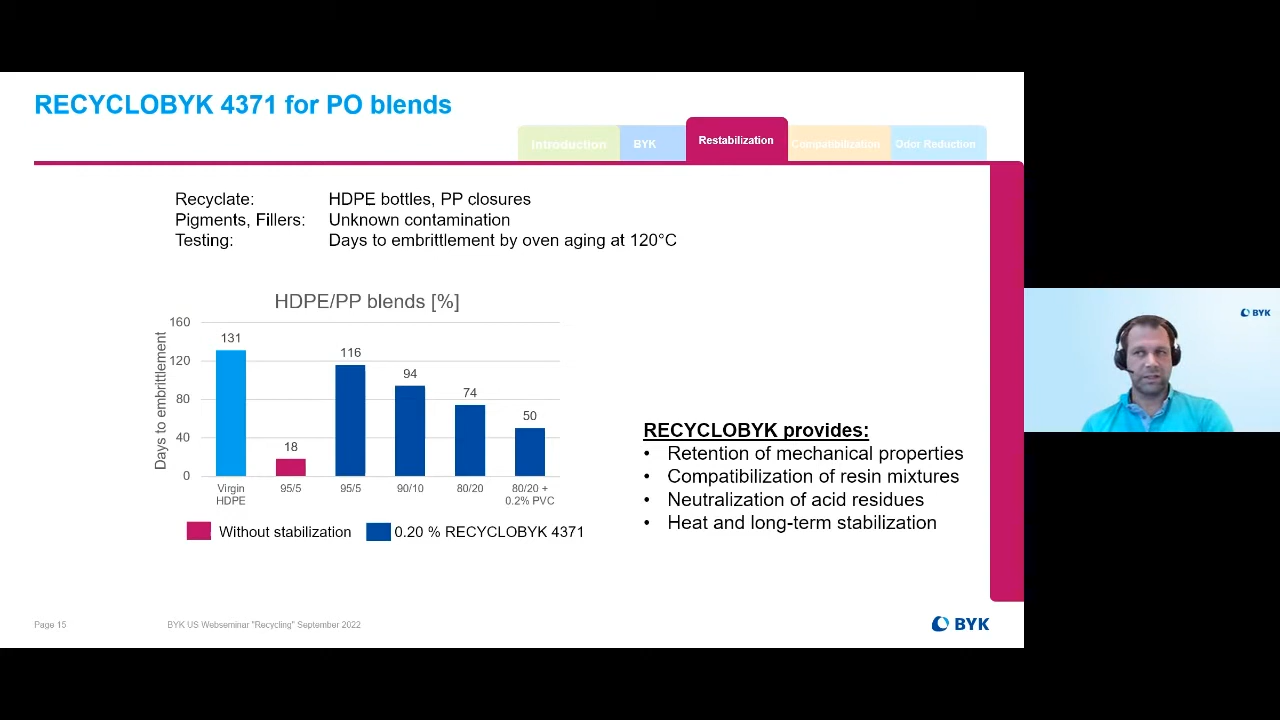 RECYCLOBYK 4371 for PO blends
Introduction
BYK
Restabilization
Compatibilization
Odor Reduction
Recyclate: HDPE bottles, PP closures
Pigments, Fillers: Unknown contamination
Testing: Days to embrittlement by oven aging at 120°C
HDPE/PP blends [%]
Days to embrittlement
160
120
80
40
0
131
18
116
94
74
50
Virgin HDPE
95/5
95/5
90/10
80/20
80/20 + 0.2% PVC
Without stabilization
0.20 % RECYCLOBYK 4371
RECYCLOBYK provides:
• Retention of mechanical properties
• Compatibilization of resin mixtures
• Neutralization of acid residues
• Heat and long-term stabilization
Page 15
BYK US Webseminar "Recycling" September 2022
BYK
BYK